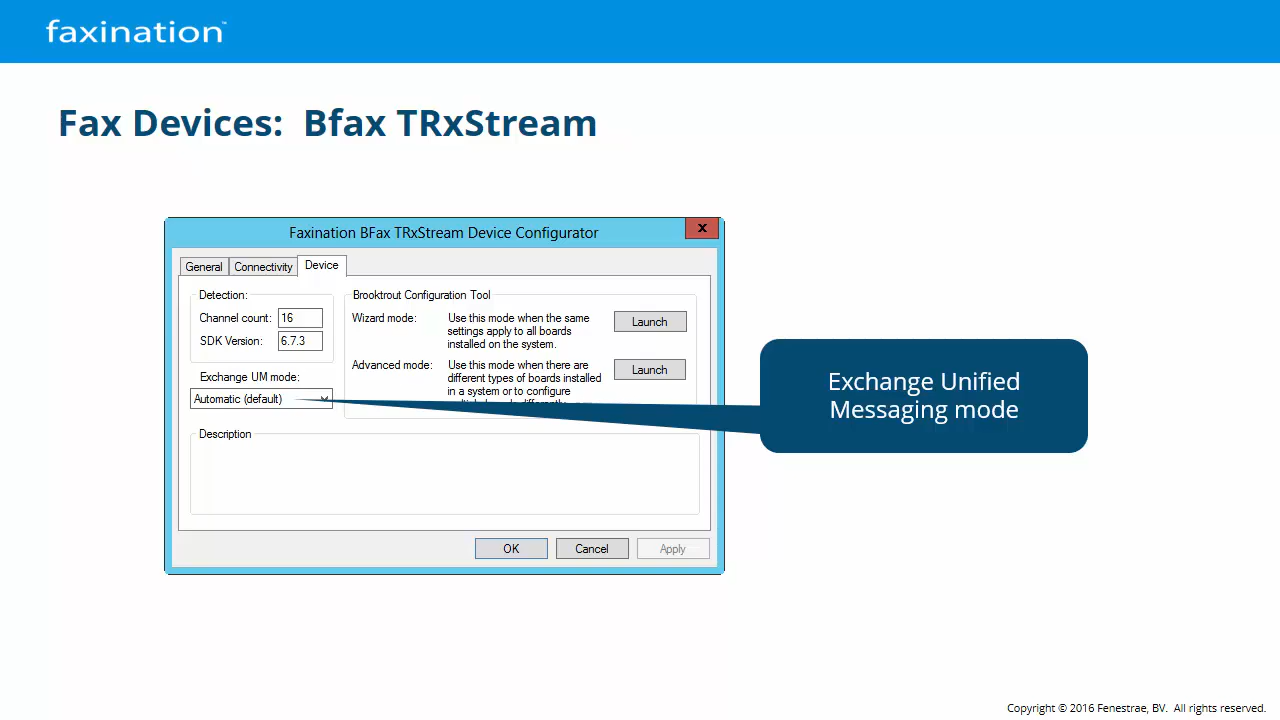 faxination™
Fax Devices: Bfax TRxStream
Faxination BFax TRxStream Device Configurator
x
General
Connectivity
Device
Detection:
Channel count: 16
SDK Version: 6.7.3
Exchange UM mode:
Automatic (default)
Brooktrout Configuration Tool
Wizard mode:
Use this mode when the same
settings apply to all boards
installed on the system.
Launch
Advanced mode:
Use this mode when there are
different types of boards installed
in a system or to configure
Launch
Description
OK
Cancel
Apply
Exchange Unified
Messaging mode
Copyright © 2016 Fenestrae, BV. All rights reserved.